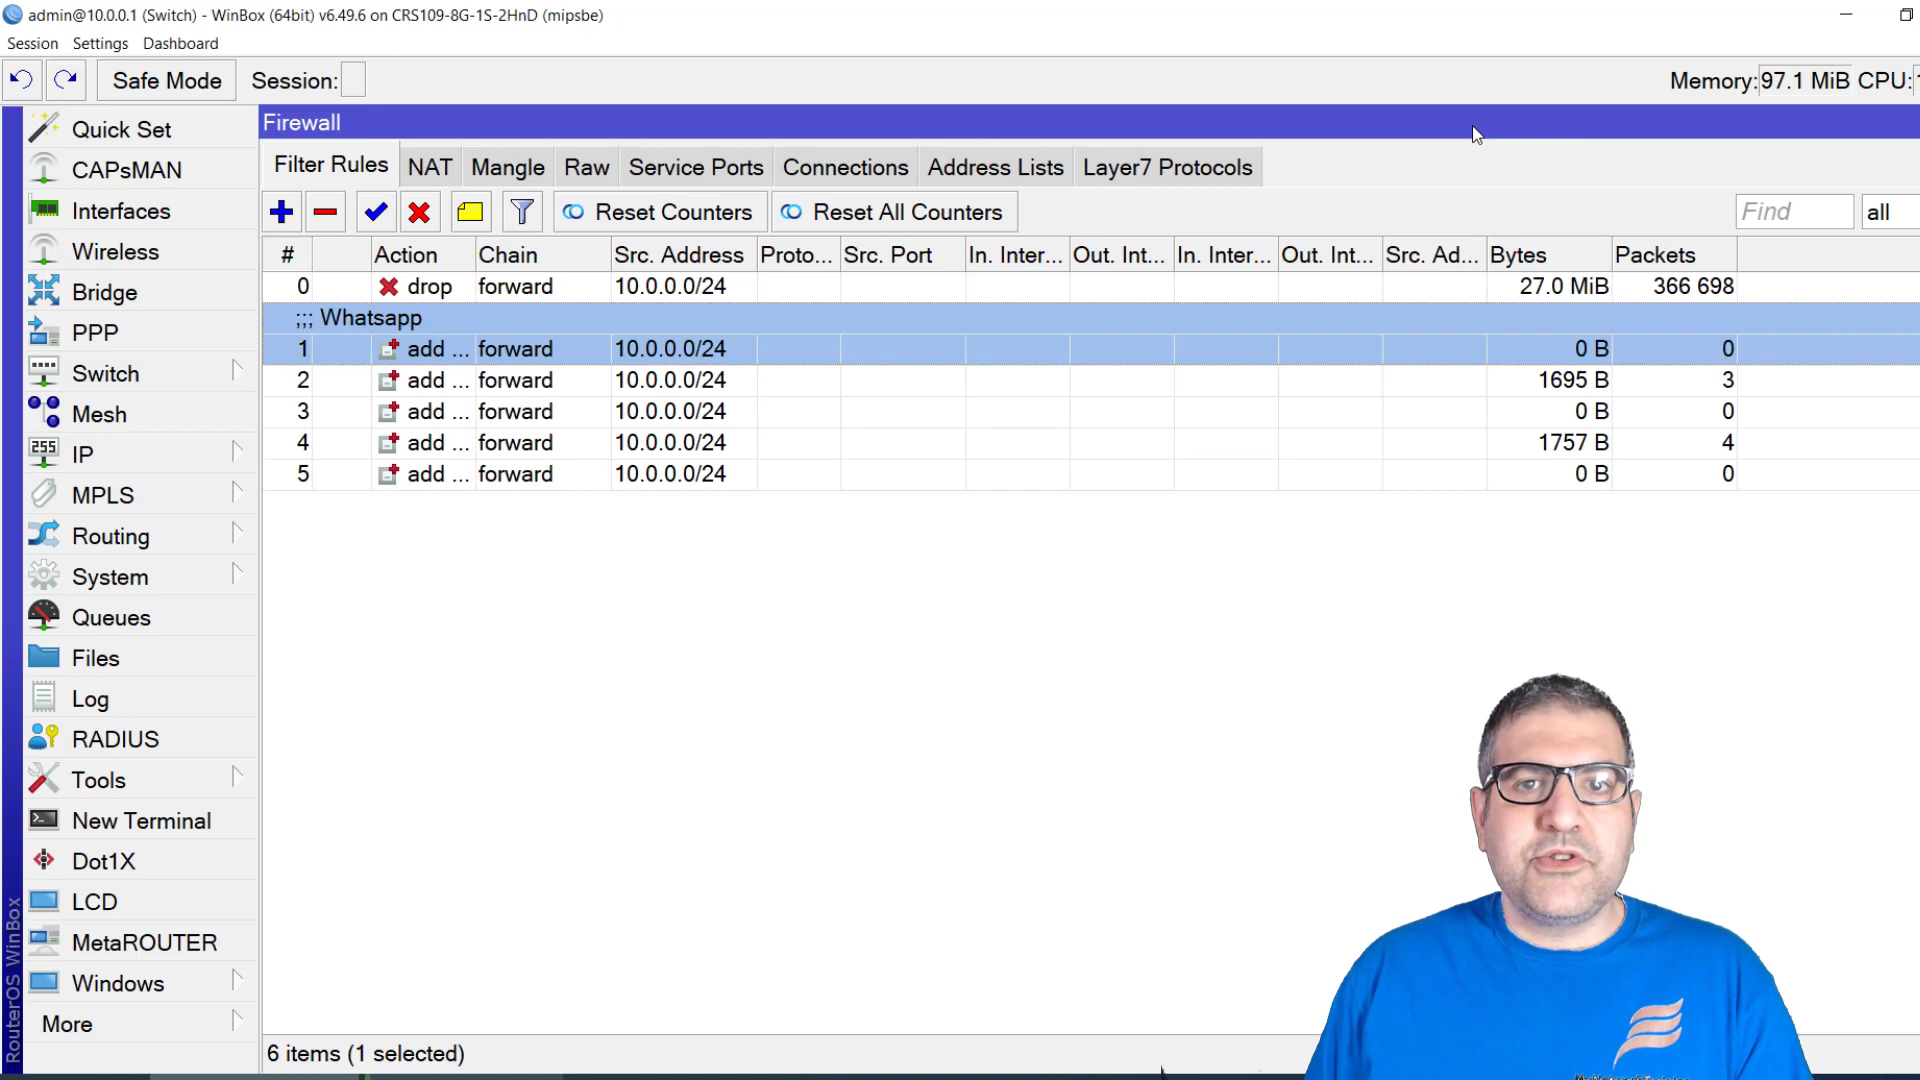 admin@10.0.0.1 (Switch) - WinBox (64bit) v6.49.6 on CRS109-8G-1S-2HnD (mipsbe)
Session Settings Dashboard
Safe Mode Session: Memory: 97.1 MiB CPU:
Quick Set
CAPsMAN
Interfaces
Wireless
Bridge
PPP
Switch
Mesh
255 IP
MPLS
Routing
System
Queues
Files
Log
RADIUS
Tools
New Terminal
Dot1X
LCD
MetaROUTER
Windows
More
RouterOS WinBox
Firewall
Filter Rules NAT Mangle Raw Service Ports Connections Address Lists Layer7 Protocols
Reset Counters Reset All Counters Find all
# Action Chain Src. Address Proto... Src. Port In. Inter... Out. Int... In. Inter... Out. Int... Src. Ad... Bytes Packets
0 drop forward 10.0.0.0/24 27.0 MiB 366 698
;;; Whatsapp
1 add ... forward 10.0.0.0/24 0 B 0
2 add ... forward 10.0.0.0/24 1695 B 3
3 add ... forward 10.0.0.0/24 0 B 0
4 add ... forward 10.0.0.0/24 1757 B 4
5 add ... forward 10.0.0.0/24 0 B 0
6 items (1 selected)